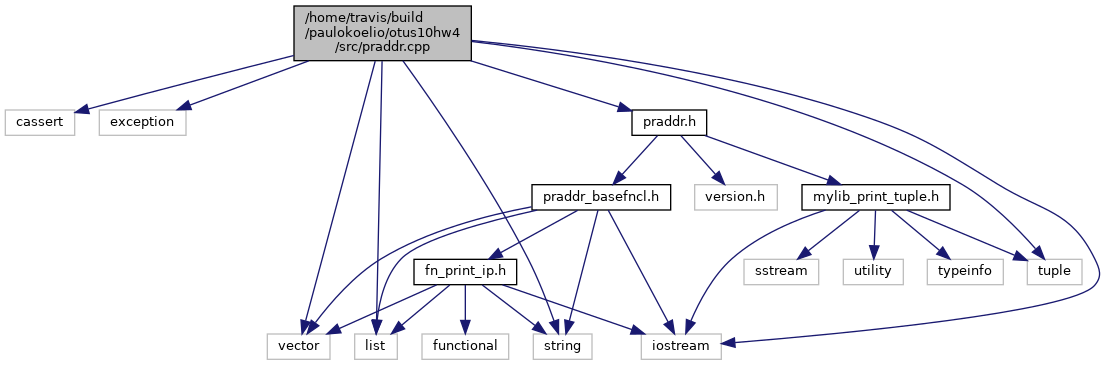 /home/travis/build
/paulokoelio/otus10hw4
/src/praddr.cpp
cassert
exception
praddr.h
praddr_basefncl.h
version.h
mylib_print_tuple.h
fn_print_ip.h
sstream
utility
typeinfo
tuple
vector
list
functional
string
iostream